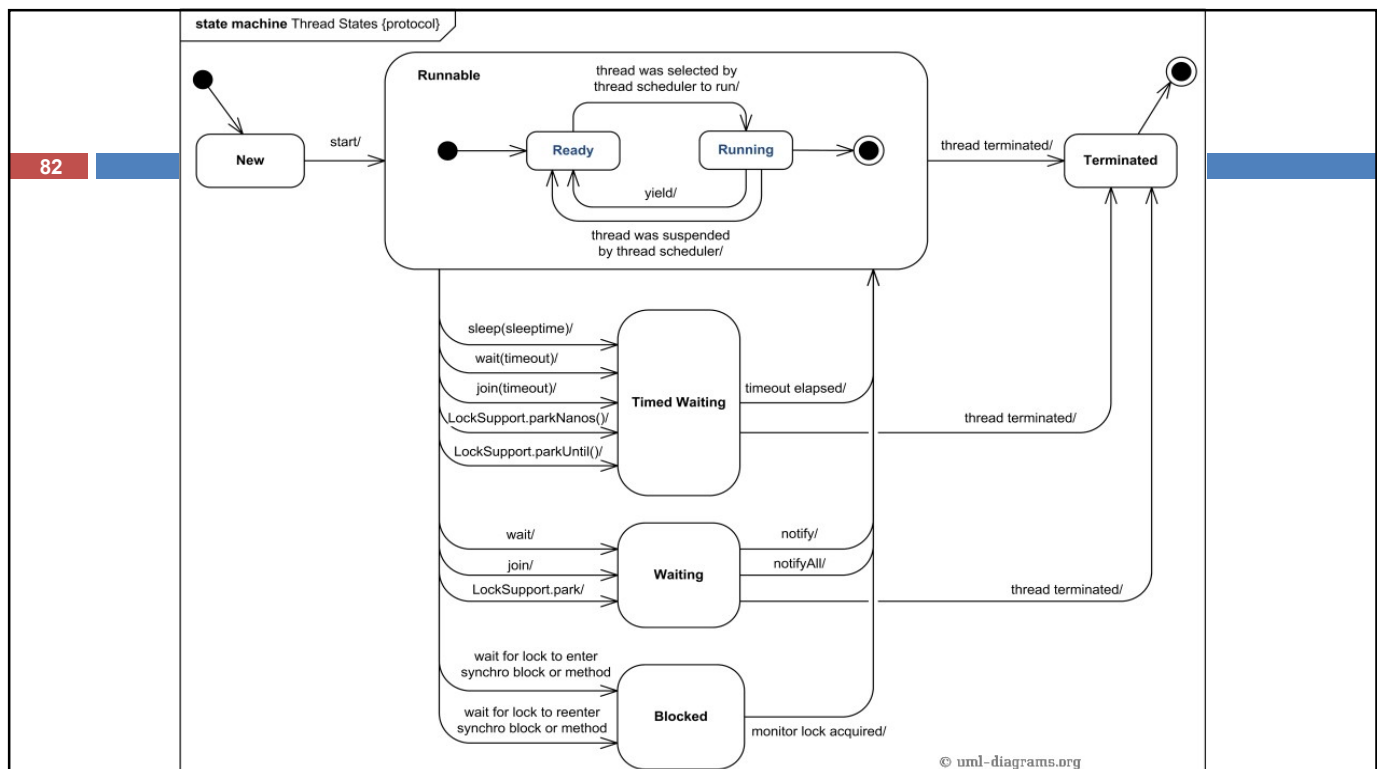 state machine Thread States {protocol}
Runnable
thread was selected by
thread scheduler to run/
82
New
start/
Ready
Running
thread terminated/
Terminated
yield/
thread was suspended
by thread scheduler/
sleep(sleeptime)/
wait(timeout)/
join(timeout)/
LockSupport.parkNanos()/
LockSupport.parkUntil()/
Timed Waiting
timeout elapsed/
thread terminated/
wait/
join/
LockSupport.park/
Waiting
notify/
notifyAll/
thread terminated/
wait for lock to enter
synchro block or method
wait for lock to reenter
synchro block or method
Blocked
monitor lock acquired/
© uml-diagrams.org